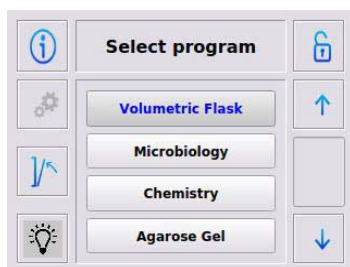 Select program
Volumetric Flask
Microbiology
Chemistry
Agarose Gel